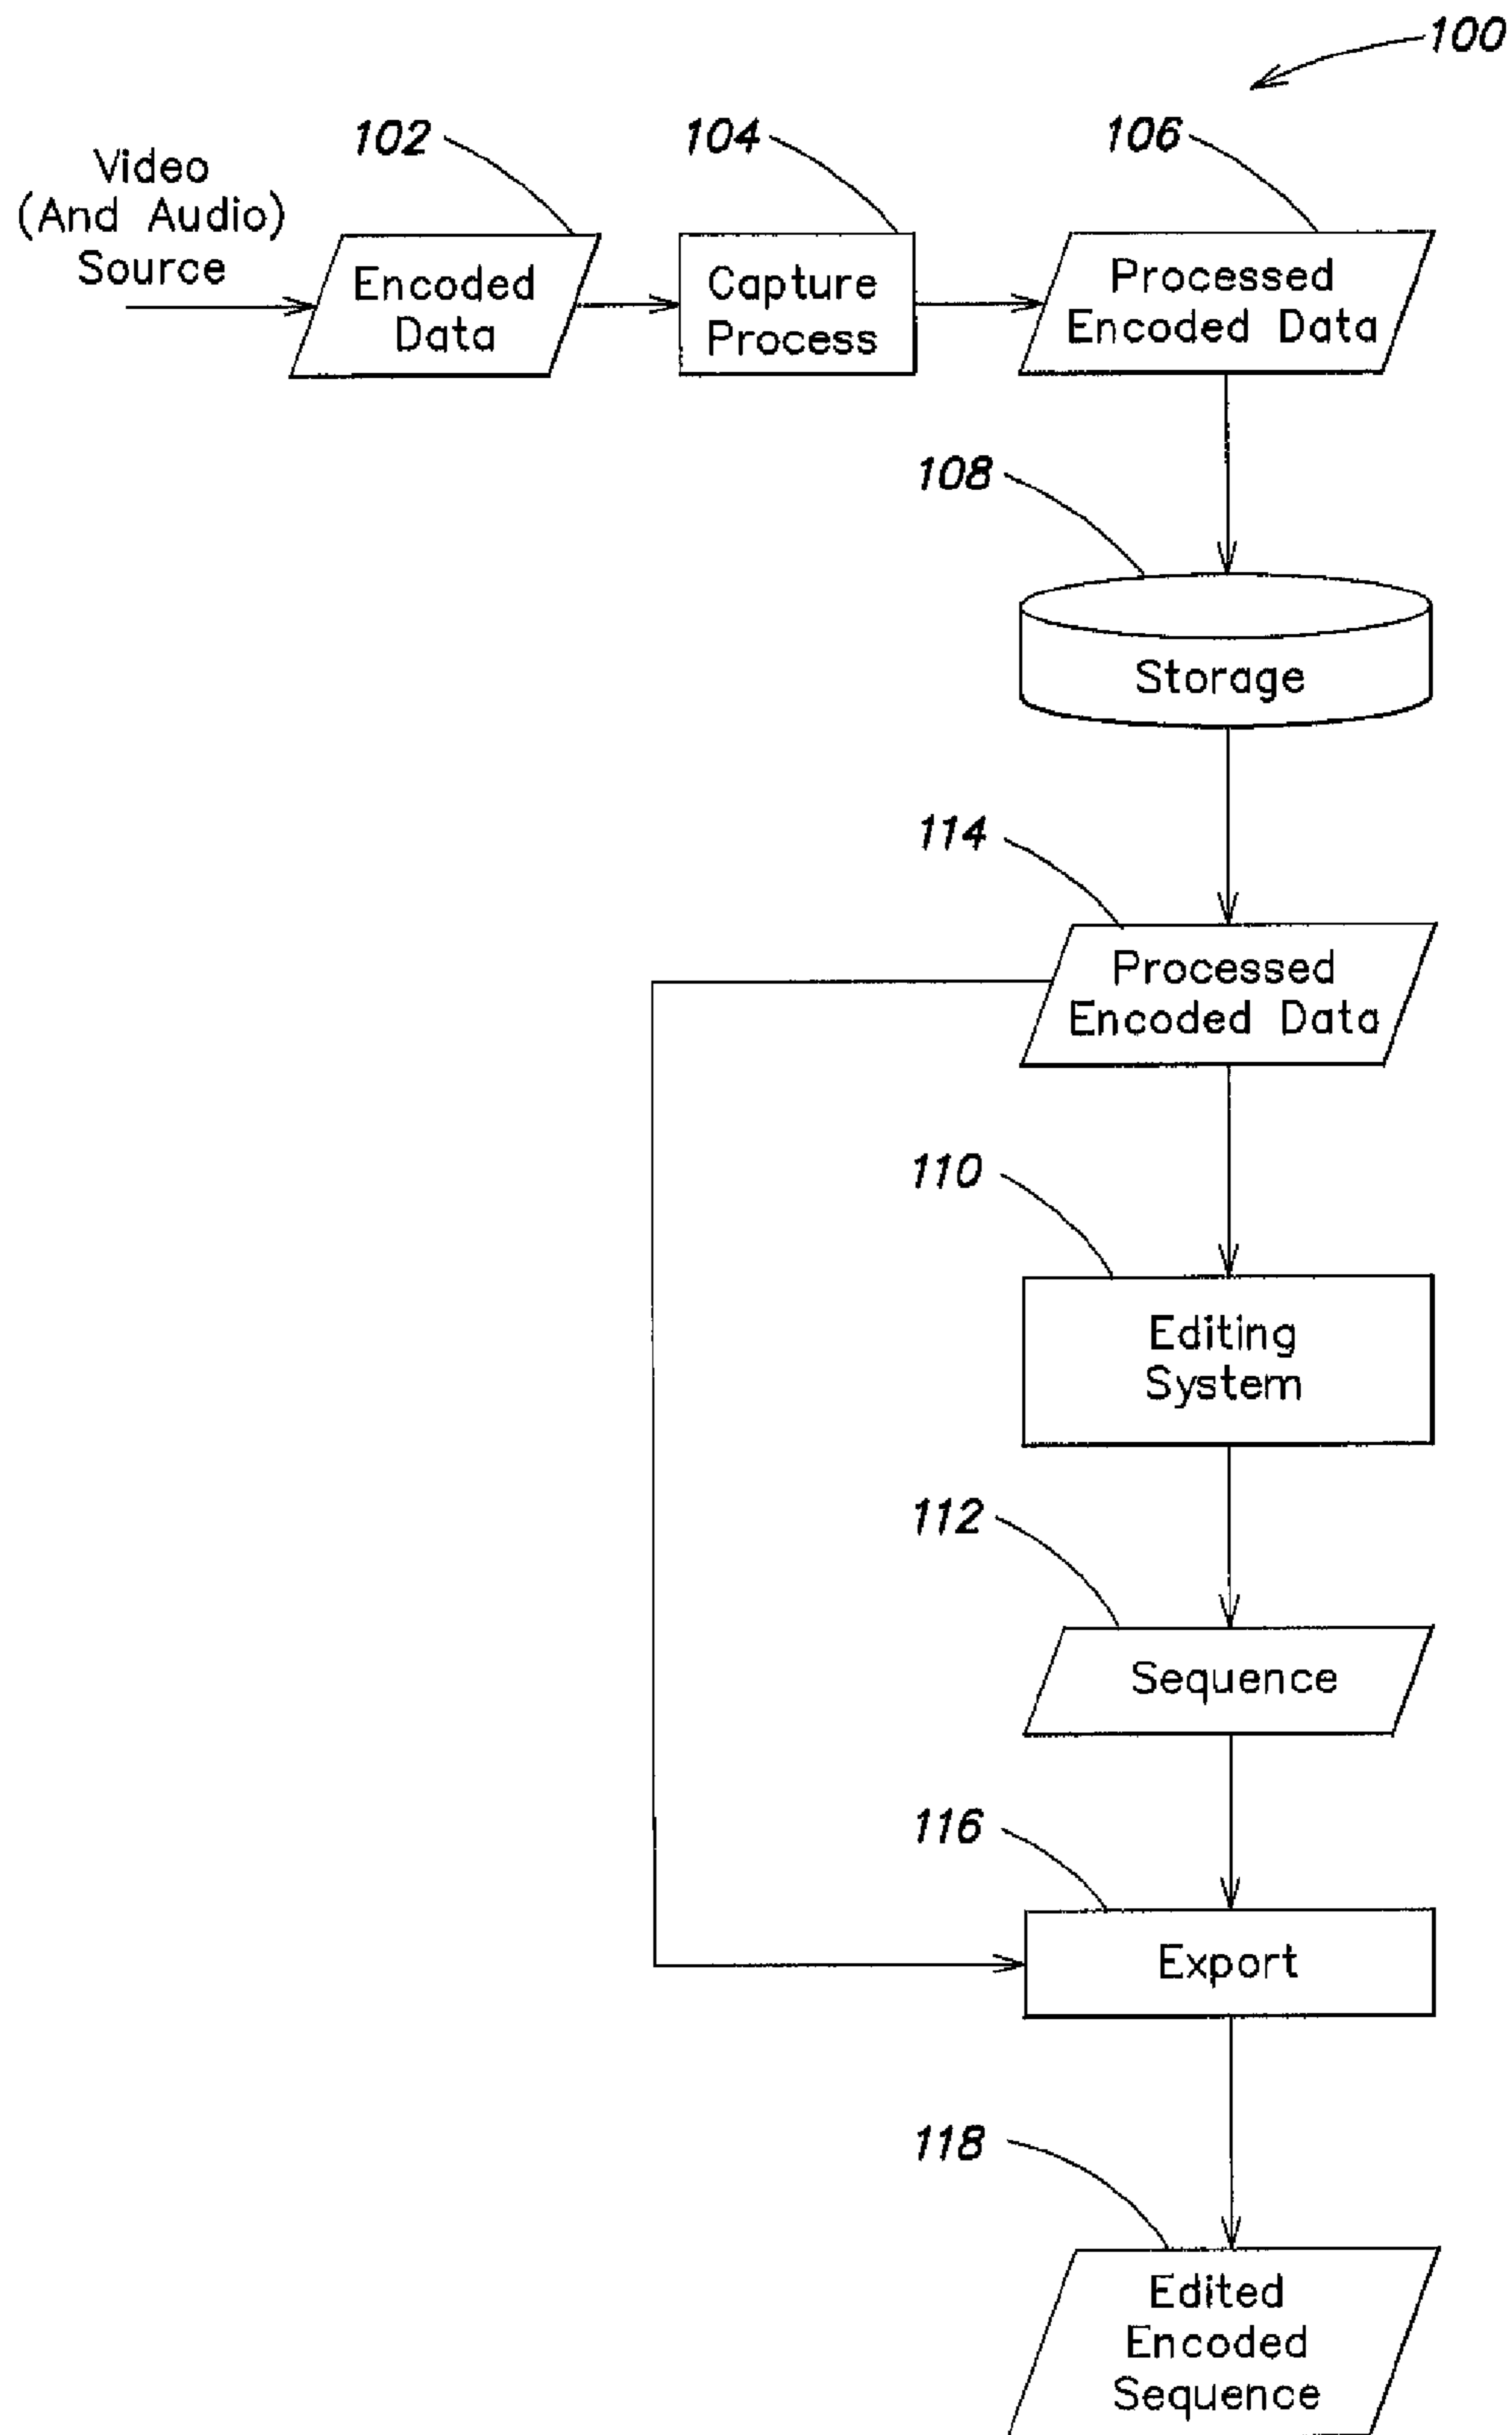 100
102
104
106
Video
(And Audio)
Source
Encoded
Data
Capture
Process
Processed
Encoded Data
108
Storage
114
Processed
Encoded Data
110
Editing
System
112
Sequence
116
Export
118
Edited
Encoded
Sequence